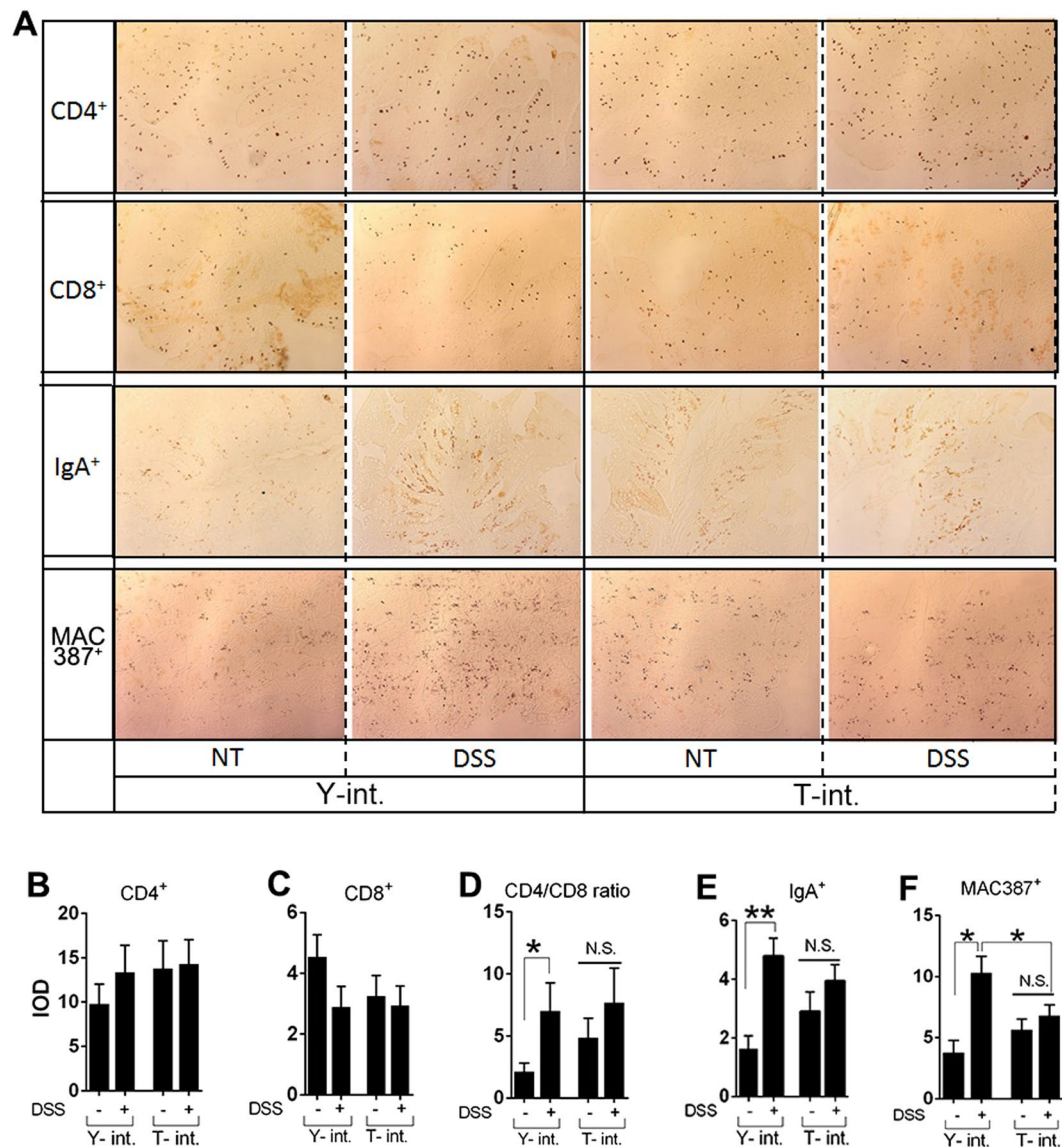 A
CD4⁺
CD8⁺
IgA⁺
MAC
387⁺
NT DSS NT DSS
Y-int. T-int.
B CD4⁺
20
15
10
5
0
IOD
DSS - + - +
Y- int. T- int.
C CD8⁺
6
4
2
0
DSS - + - +
Y- int. T- int.
D CD4/CD8 ratio
15
10
5
0
* N.S.
DSS - + - +
Y- int. T- int.
E IgA⁺
6
4
2
0
** N.S.
DSS - + - +
Y- int. T- int.
F MAC387⁺
15
10
5
0
* *
N.S.
DSS - + - +
Y- int. T- int.